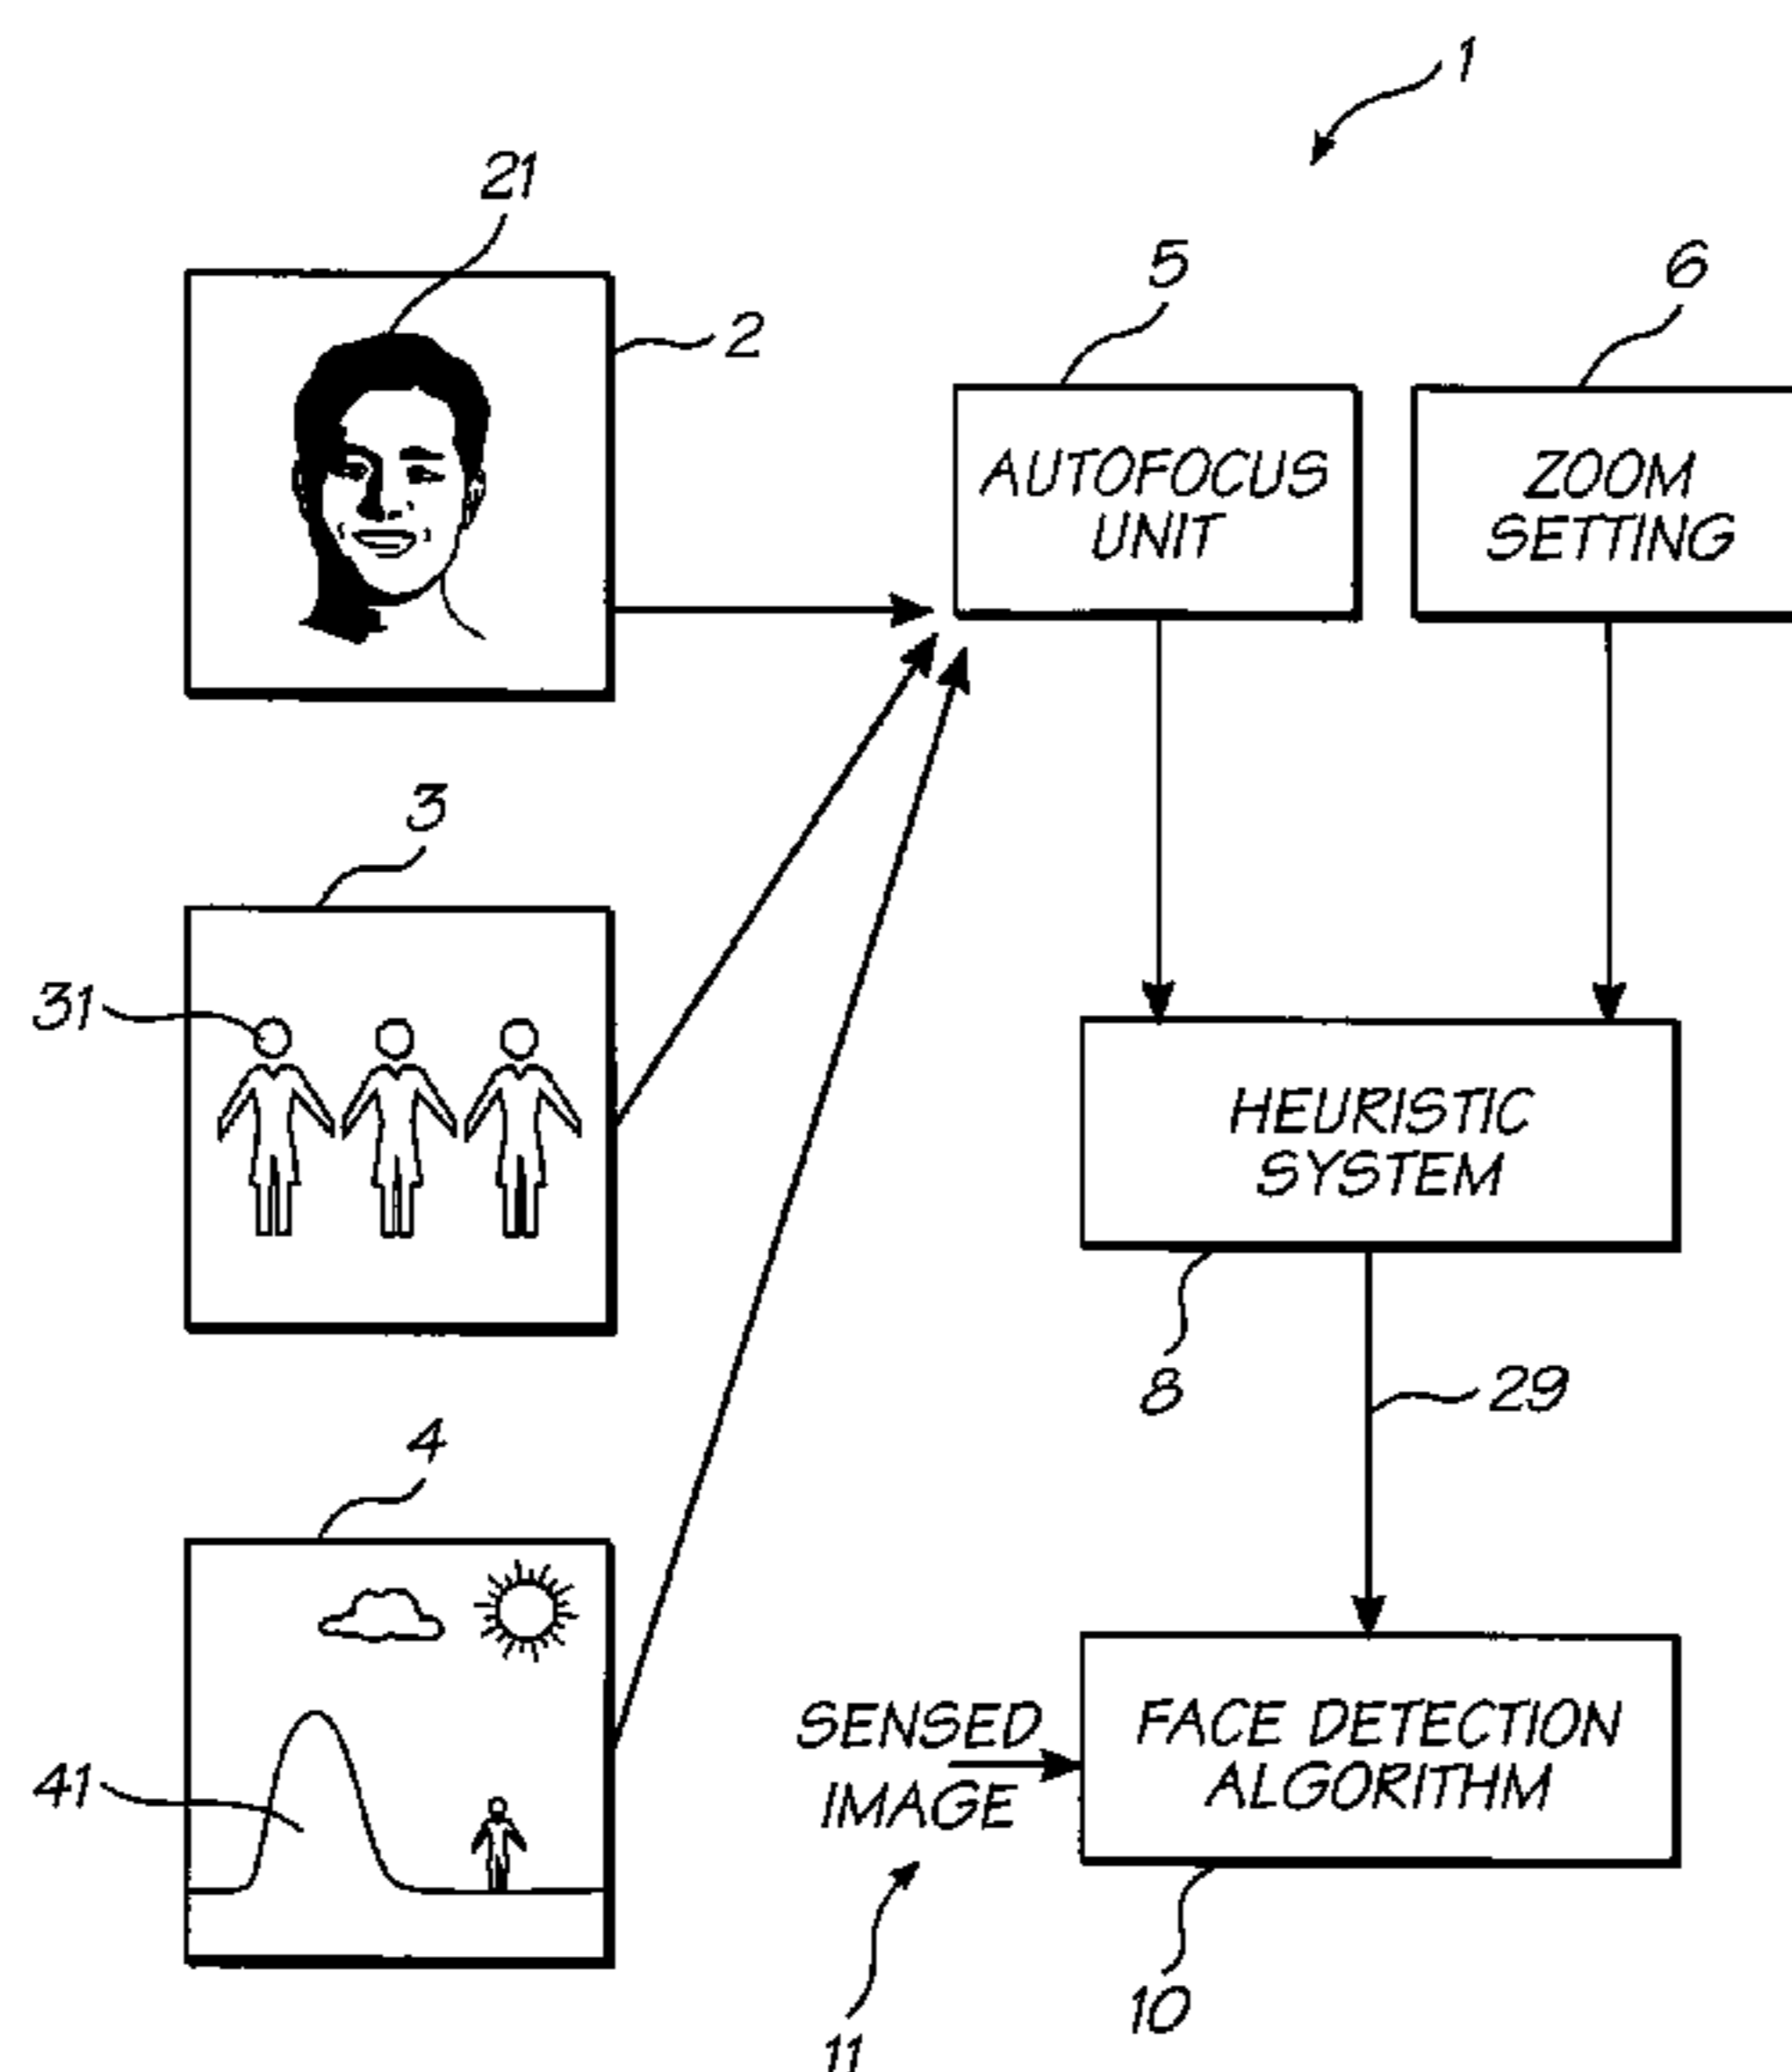 1
21
2
5
6
AUTOFOCUS
UNIT
ZOOM
SETTING
3
31
HEURISTIC
SYSTEM
8
29
4
41
SENSED
IMAGE
FACE DETECTION
ALGORITHM
10
11